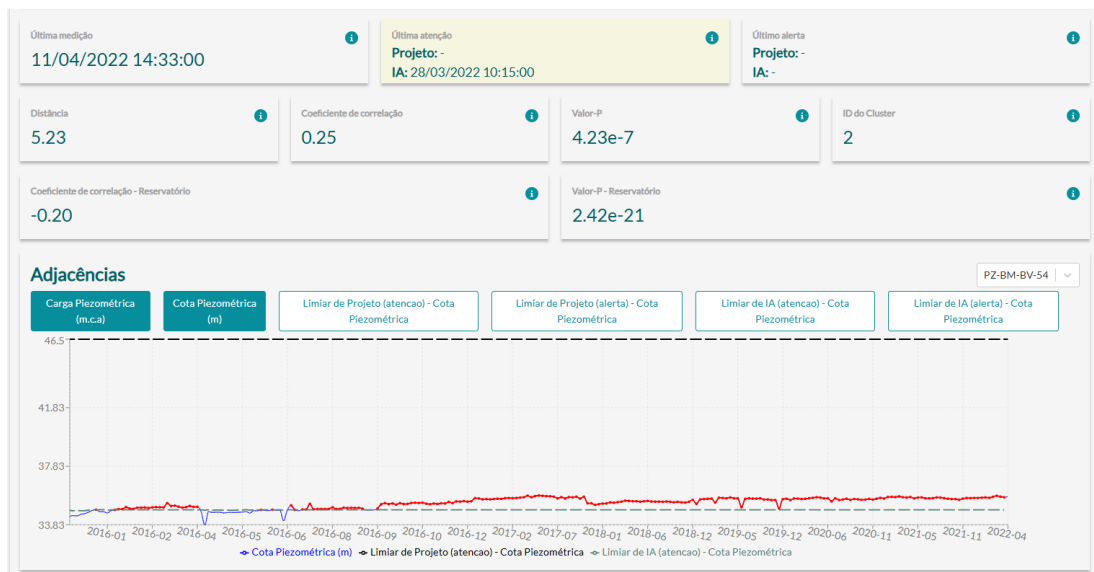 Última medição
11/04/2022 14:33:00
Última atenção
Projeto: -
IA: 28/03/2022 10:15:00
Último alerta
Projeto: -
IA: -
Distância
5.23
Coeficiente de correlação
0.25
Valor-P
4.23e-7
ID do Cluster
2
Coeficiente de correlação - Reservatório
-0.20
Valor-P - Reservatório
2.42e-21
Adjacências
PZ-BM-BV-54
Carga Piezométrica
(m.c.a)
Cota Piezométrica
(m)
Limiar de Projeto (atencao) - Cota
Piezométrica
Limiar de Projeto (alerta) - Cota
Piezométrica
Limiar de IA (atencao) - Cota
Piezométrica
Limiar de IA (alerta) - Cota
Piezométrica
46.5
41.83
37.83
33.83
2016-01 2016-02 2016-04 2016-05 2016-06 2016-08 2016-09 2016-10 2016-12 2017-02 2017-07 2018-01 2018-06 2018-12 2019-05 2019-12 2020-06 2020-11 2021-05 2021-11 2022-04
Cota Piezométrica (m) Limiar de Projeto (atencao) - Cota Piezométrica Limiar de IA (atencao) - Cota Piezométrica